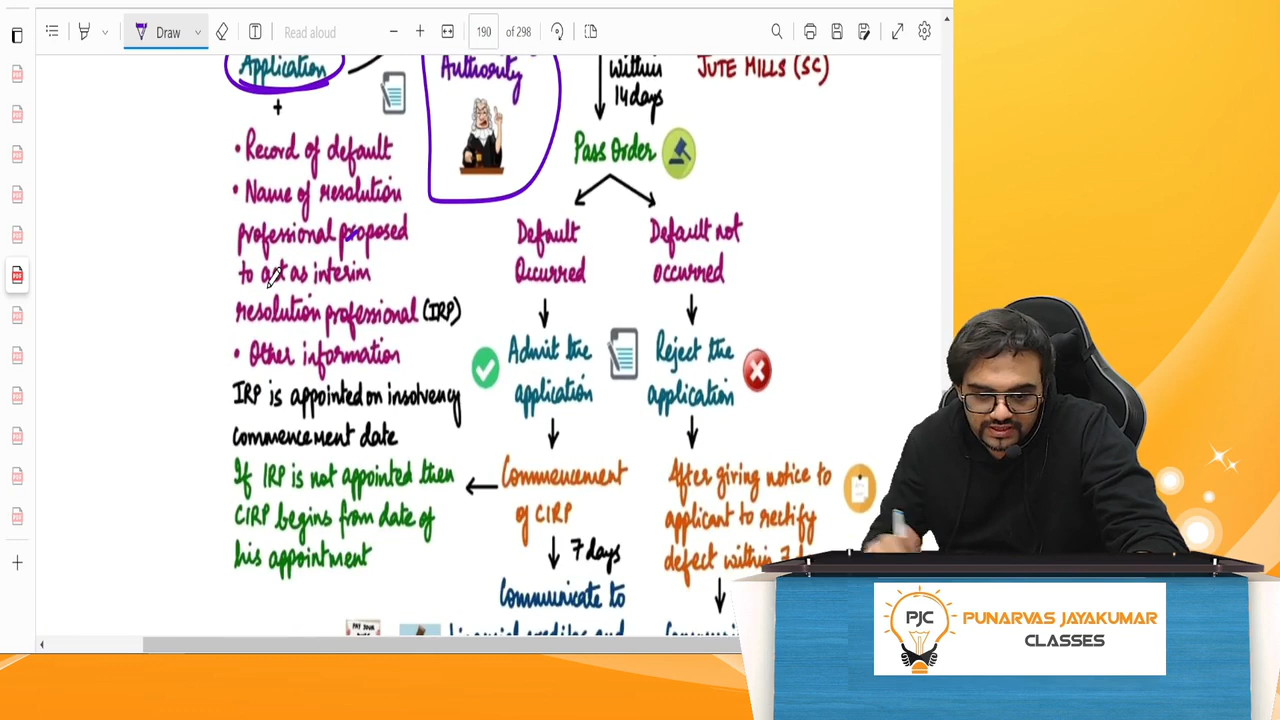 Draw
Read aloud
190 of 298
Application
+
• Record of default
• Name of resolution
professional proposed
to act as interim
resolution professional (IRP)
• Other information
IRP is appointed on insolvency
commencement date
If IRP is not appointed then
CIRP begins from date of
his appointment
Authority
within
14 days
JUTE MILLS (SC)
Pass Order
Default
Occurred
Admit the
application
Commencement
of CIRP
7 days
Communicate to
financial creditor and
Default not
occurred
Reject the
application
After giving notice to
applicant to rectify
defect within 7
PJC
PUNARVAS JAYAKUMAR
CLASSES